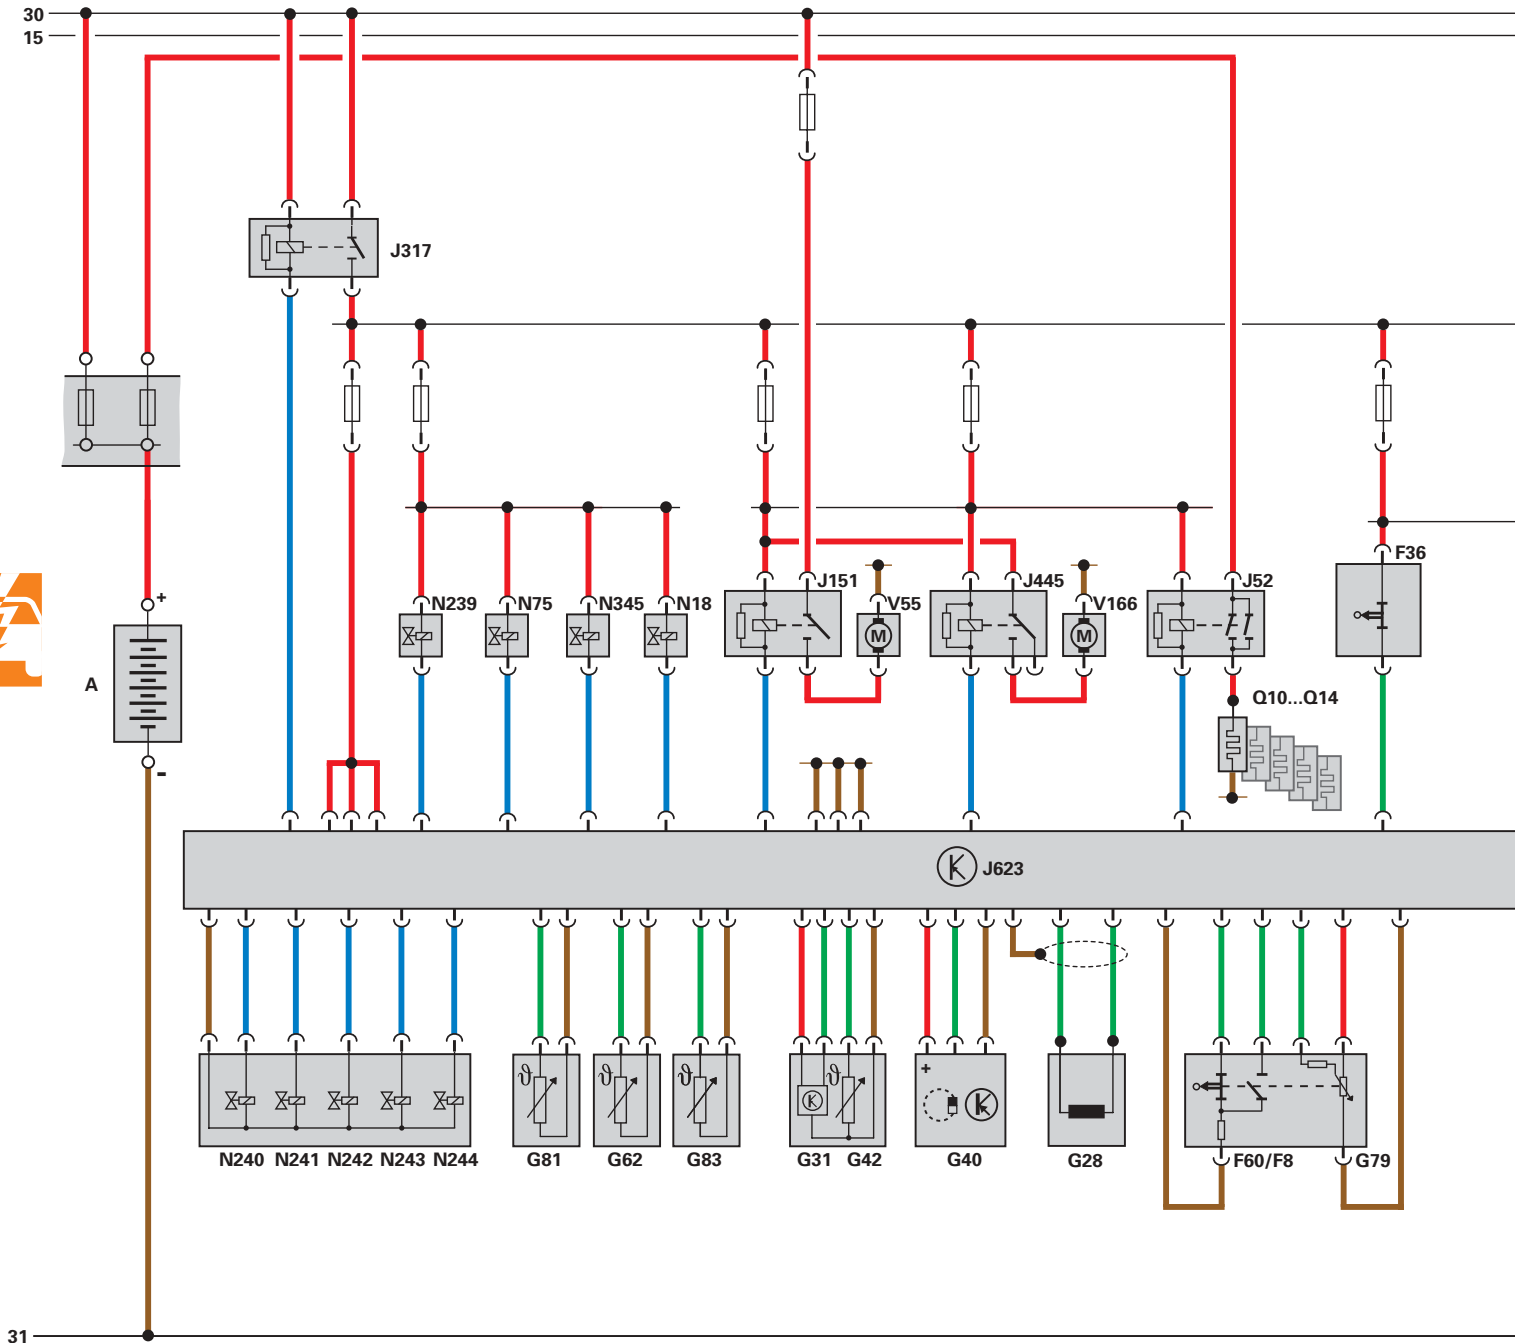 30
15
J317
F36
J151
J445
J52
N239
N75
N345
N18
V55
V166
+
M
M
A
Q10...Q14
-
J623
ϑ
ϑ
ϑ
ϑ
+
N240
N241
N242
N243
N244
G81
G62
G83
G31
G42
G40
G28
F60/F8
G79
31